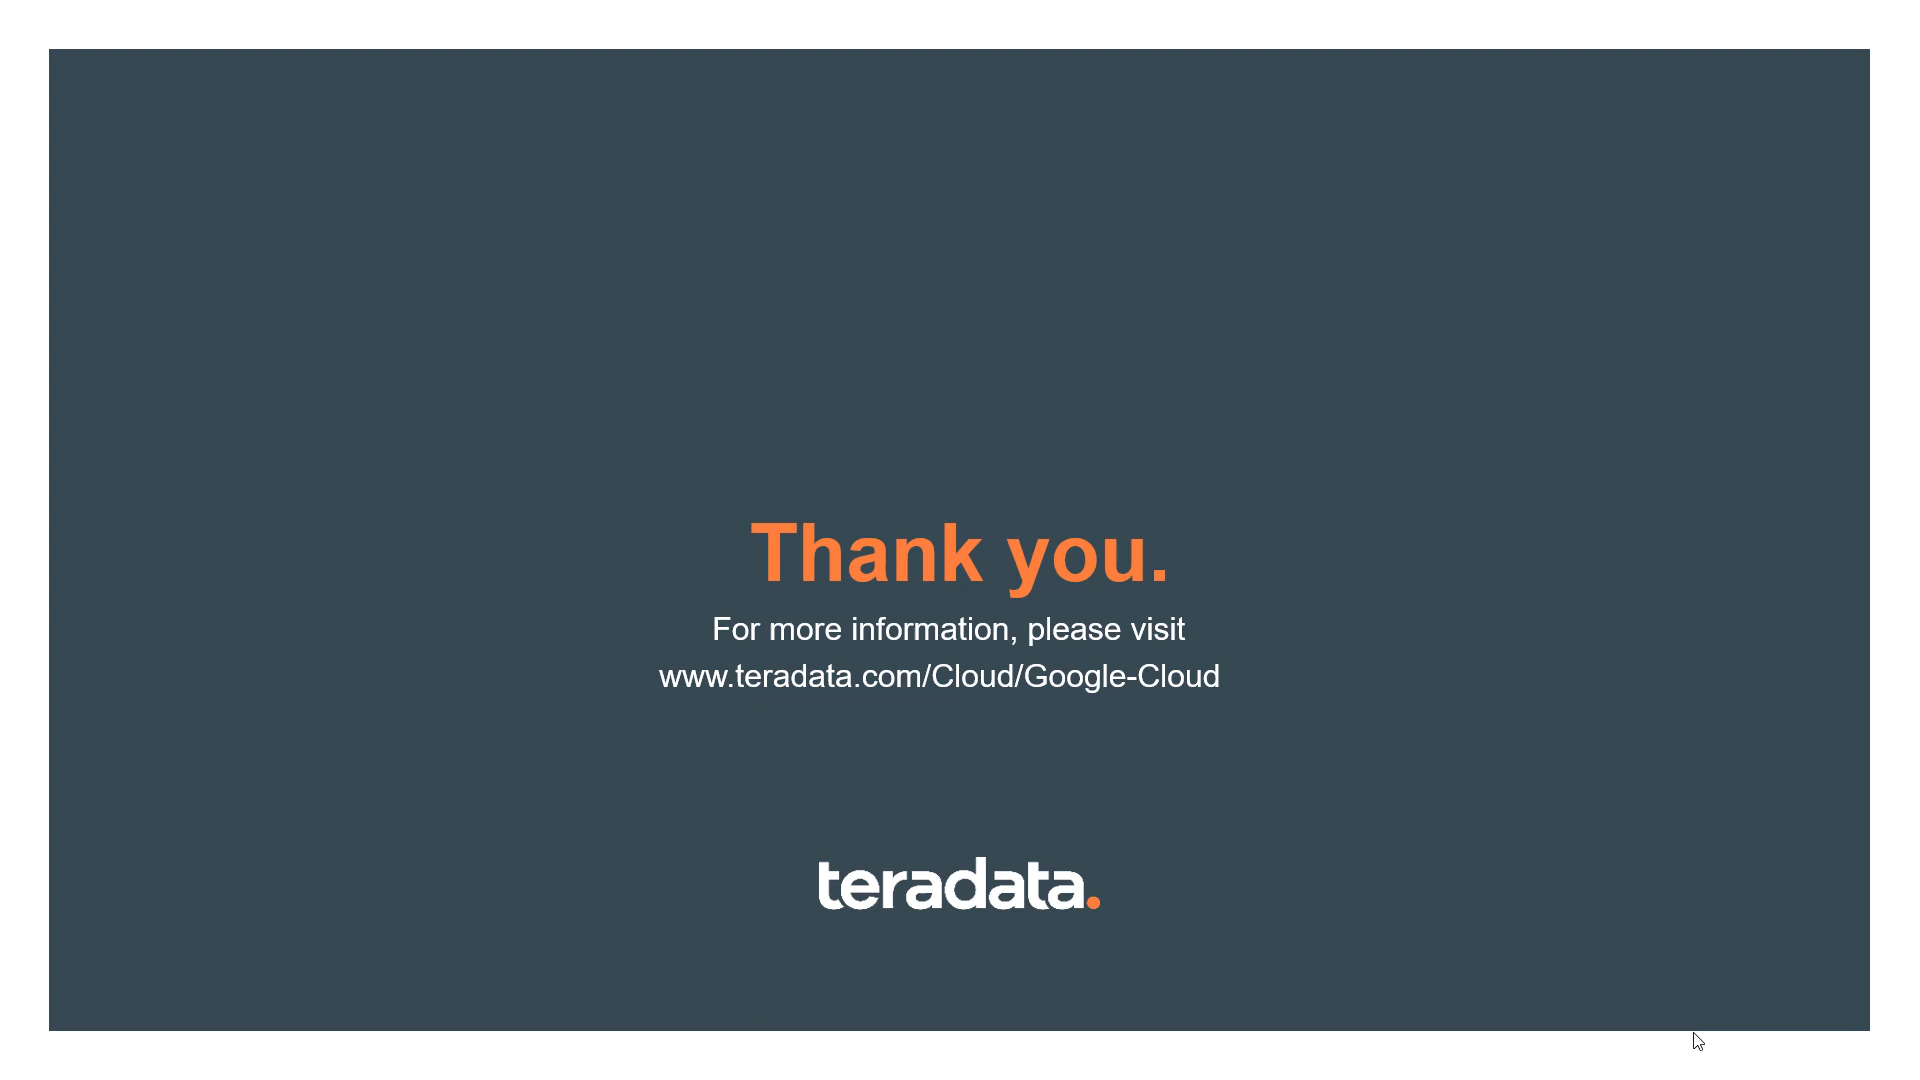 Thank you.
For more information, please visit
www.teradata.com/Cloud/Google-Cloud
teradata.